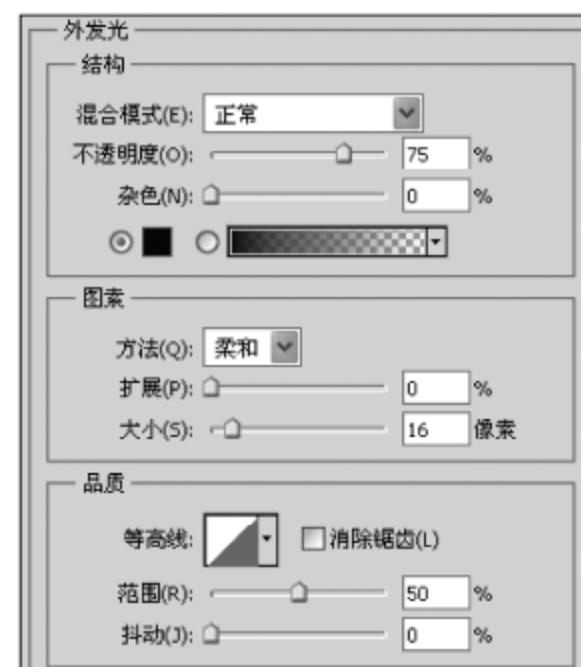 外发光
结构
混合模式(E): 正常
不透明度(O): 75 %
杂色(N): 0 %
图素
方法(Q): 柔和
扩展(P): 0 %
大小(S): 16 像素
品质
等高线: 消除锯齿(L)
范围(R): 50 %
抖动(J): 0 %